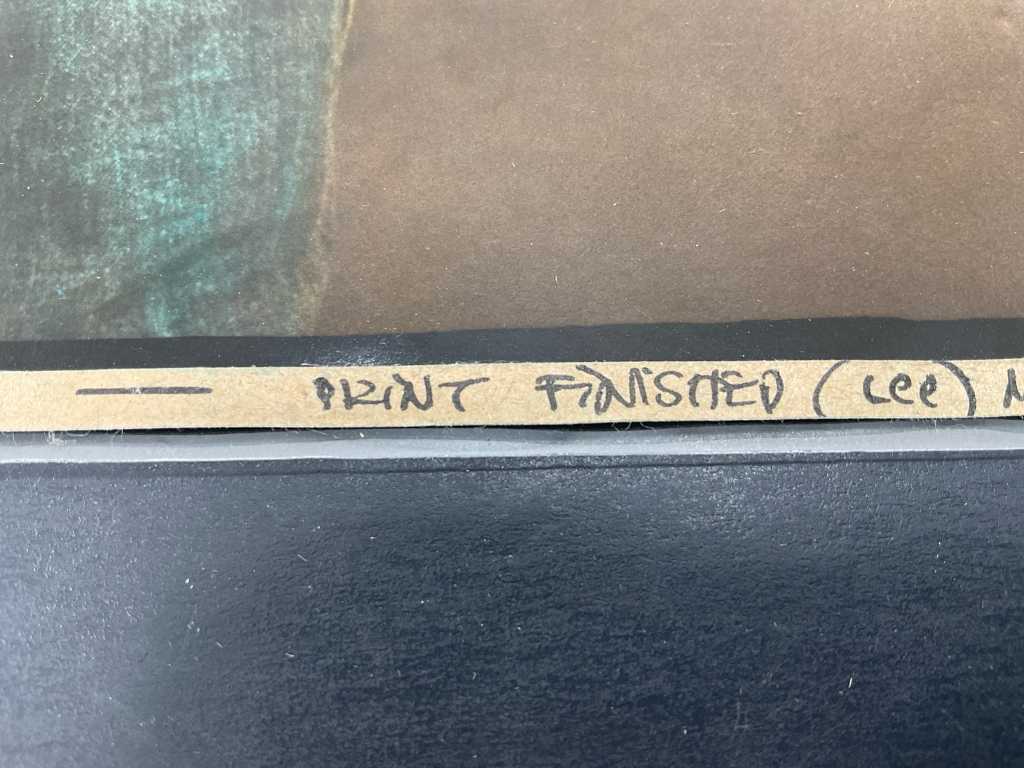 — PRINT FINISHED (Lee)